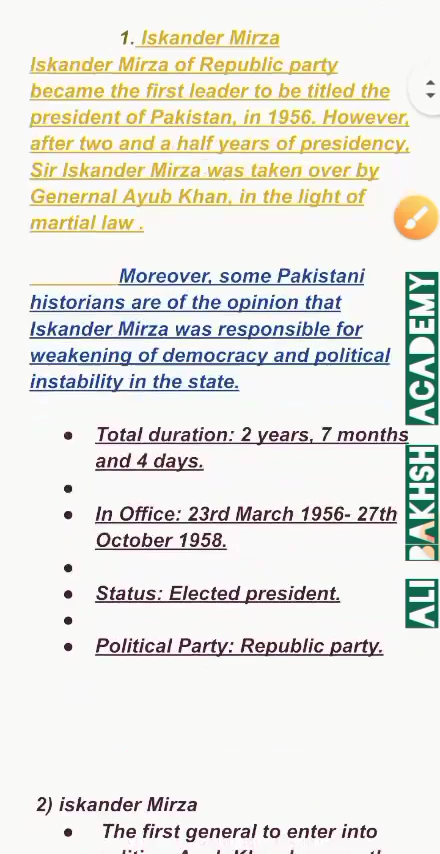 1. Iskander Mirza
Iskander Mirza of Republic party
became the first leader to be titled the
president of Pakistan, in 1956. However,
after two and a half years of presidency,
Sir Iskander Mirza was taken over by
Genernal Ayub Khan, in the light of
martial law .
Moreover, some Pakistani
historians are of the opinion that
Iskander Mirza was responsible for
weakening of democracy and political
instability in the state.
• Total duration: 2 years, 7 months
and 4 days.
•
• In Office: 23rd March 1956- 27th
October 1958.
•
• Status: Elected president.
•
• Political Party: Republic party.
2) iskander Mirza
• The first general to enter into
ALI BAKHSH ACADEMY